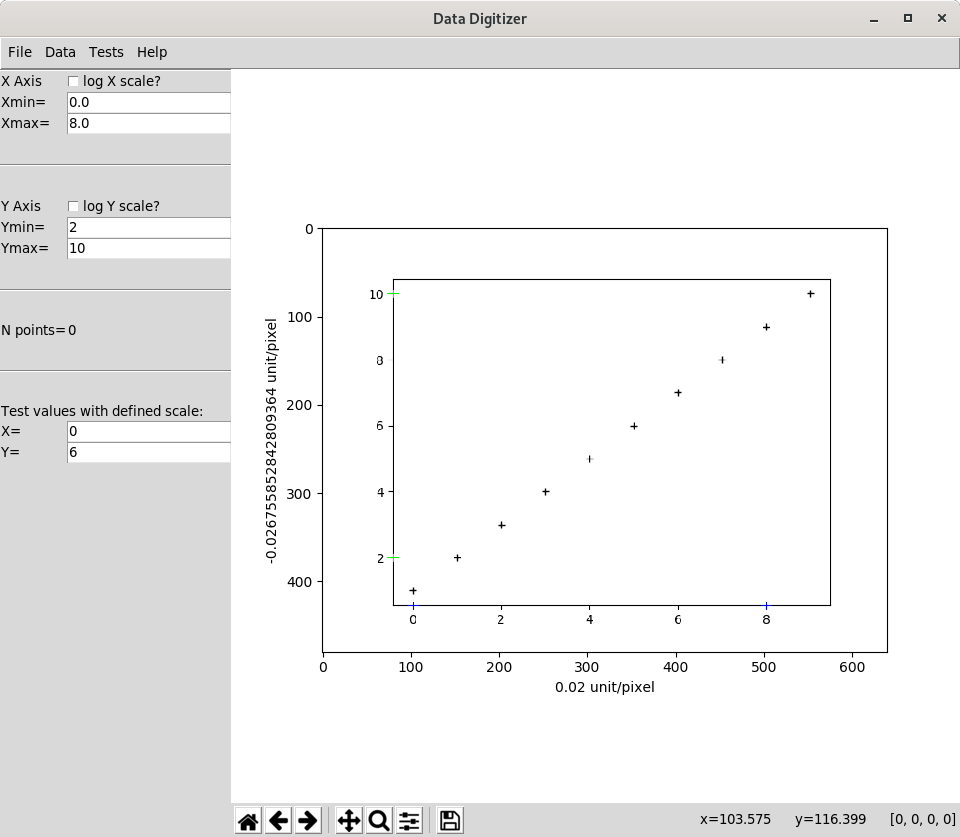 Data Digitizer
File Data Tests Help
X Axis log X scale?
Xmin= 0.0
Xmax= 8.0
Y Axis log Y scale?
Ymin= 2
Ymax= 10
N points= 0
Test values with defined scale:
X= 0
Y= 6
-0.026755852842809364 unit/pixel
0
100
200
300
400
10
8
6
4
2
0 2 4 6 8
0 100 200 300 400 500 600
0.02 unit/pixel
x=103.575 y=116.399 [0, 0, 0, 0]